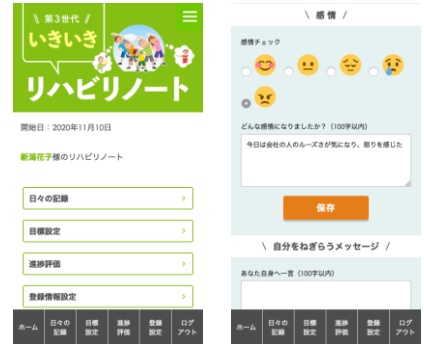 \ 第3世代 /
いきいき
リハビリノート
開始日：2020年11月10日
新潟花子様のリハビリノート
日々の記録
目標設定
進捗評価
登録情報設定
ホーム
日々の
記録
目標
設定
進捗
評価
登録
設定
ログ
アウト
\ 感情 /
感情チェック
どんな感情になりましたか？（100字以内）
今日は会社の人のルーズさが気になり、怒りを感じた
保存
\ 自分をねぎらうメッセージ /
あなた自身へ一言（100字以内）
ホーム
日々の
記録
目標
設定
進捗
評価
登録
設定
ログ
アウト